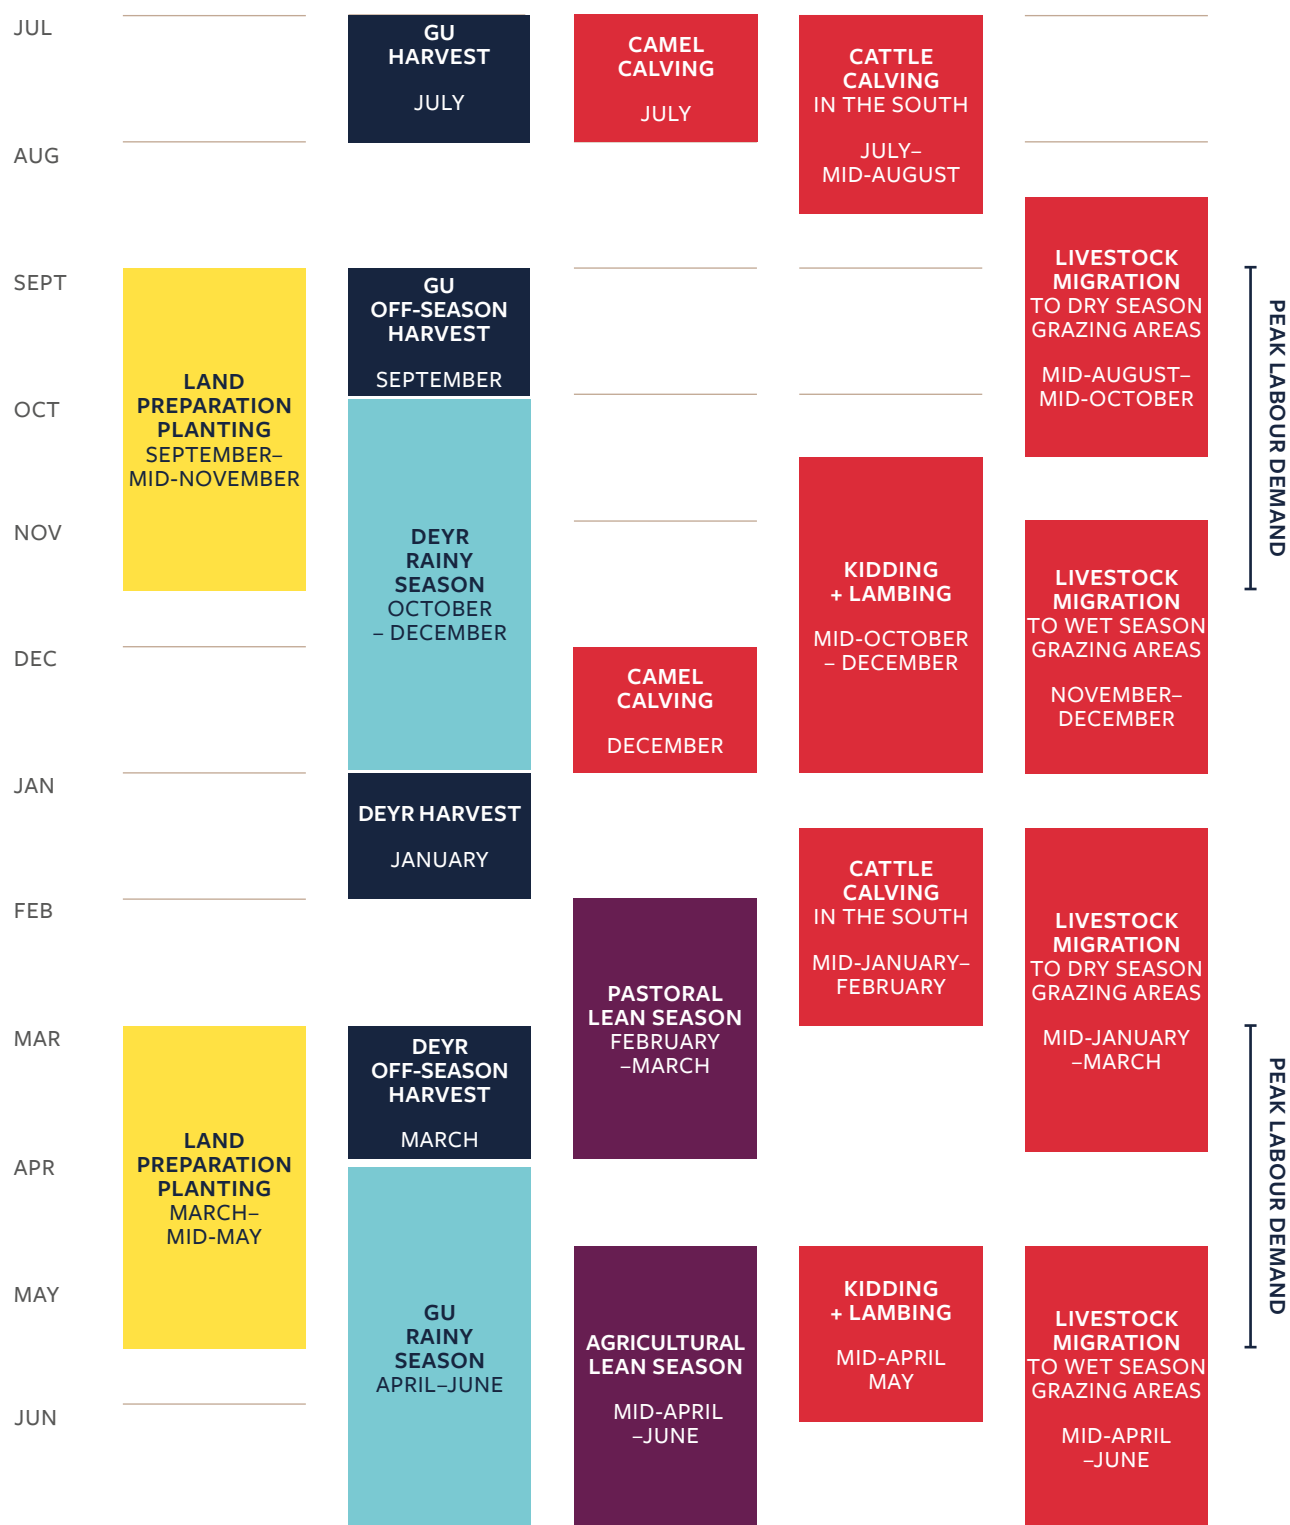 JUL
AUG
SEPT
OCT
NOV
DEC
JAN
FEB
MAR
APR
MAY
JUN
LAND
PREPARATION
PLANTING
SEPTEMBER–
MID-NOVEMBER
LAND
PREPARATION
PLANTING
MARCH–
MID-MAY
GU
HARVEST
JULY
GU
OFF-SEASON
HARVEST
SEPTEMBER
DEYR
RAINY
SEASON
OCTOBER
– DECEMBER
DEYR HARVEST
JANUARY
DEYR
OFF-SEASON
HARVEST
MARCH
GU
RAINY
SEASON
APRIL–JUNE
CAMEL
CALVING
JULY
CAMEL
CALVING
DECEMBER
PASTORAL
LEAN SEASON
FEBRUARY
–MARCH
AGRICULTURAL
LEAN SEASON
MID-APRIL
–JUNE
CATTLE
CALVING
IN THE SOUTH
JULY–
MID-AUGUST
KIDDING
+ LAMBING
MID-OCTOBER
– DECEMBER
CATTLE
CALVING
IN THE SOUTH
MID-JANUARY–
FEBRUARY
KIDDING
+ LAMBING
MID-APRIL
MAY
LIVESTOCK
MIGRATION
TO DRY SEASON
GRAZING AREAS
MID-AUGUST–
MID-OCTOBER
LIVESTOCK
MIGRATION
TO WET SEASON
GRAZING AREAS
NOVEMBER–
DECEMBER
LIVESTOCK
MIGRATION
TO DRY SEASON
GRAZING AREAS
MID-JANUARY
–MARCH
LIVESTOCK
MIGRATION
TO WET SEASON
GRAZING AREAS
MID-APRIL
–JUNE
PEAK LABOUR DEMAND
PEAK LABOUR DEMAND